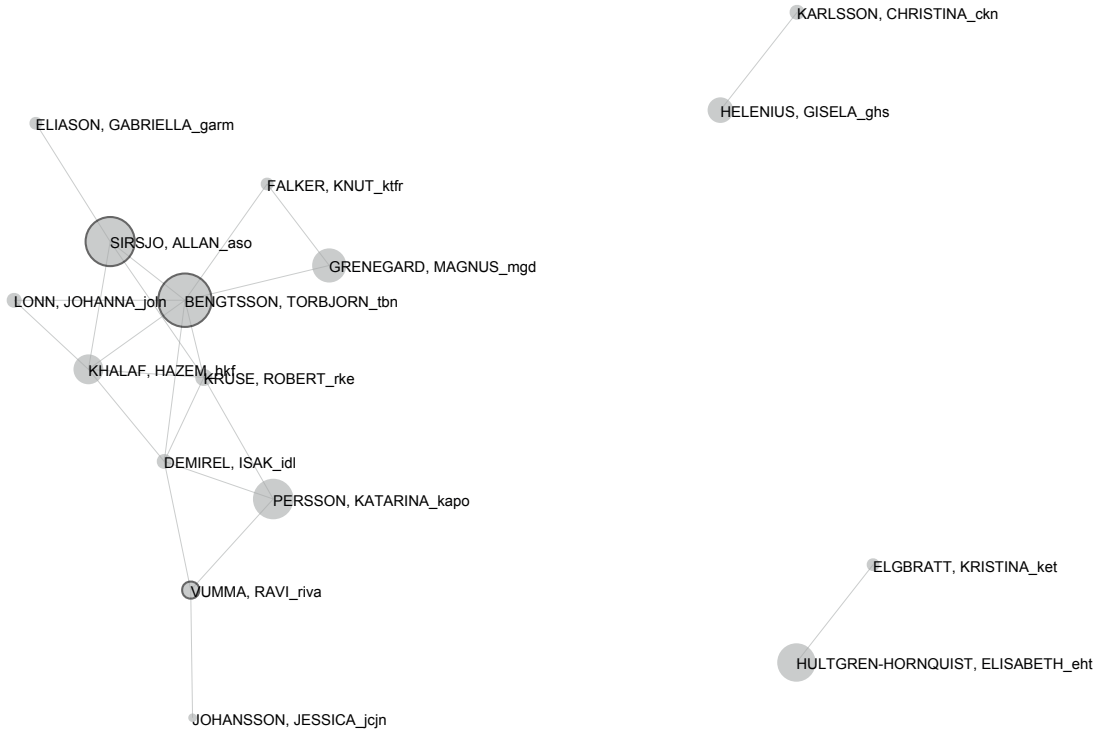 KARLSSON, CHRISTINA_ckn
HELENIUS, GISELA_ghs
ELIASON, GABRIELLA_garm
FALKER, KNUT_ktfr
SIRSJO, ALLAN_aso
GRENEGARD, MAGNUS_mgd
LONN, JOHANNA_joln
BENGTSSON, TORBJORN_tbn
KHALAF, HAZEM_hkf
KRUSE, ROBERT_rke
DEMIREL, ISAK_idl
PERSSON, KATARINA_kapo
ELGBRATT, KRISTINA_ket
VUMMA, RAVI_riva
HULTGREN-HORNQUIST, ELISABETH_eht
JOHANSSON, JESSICA_jcjn